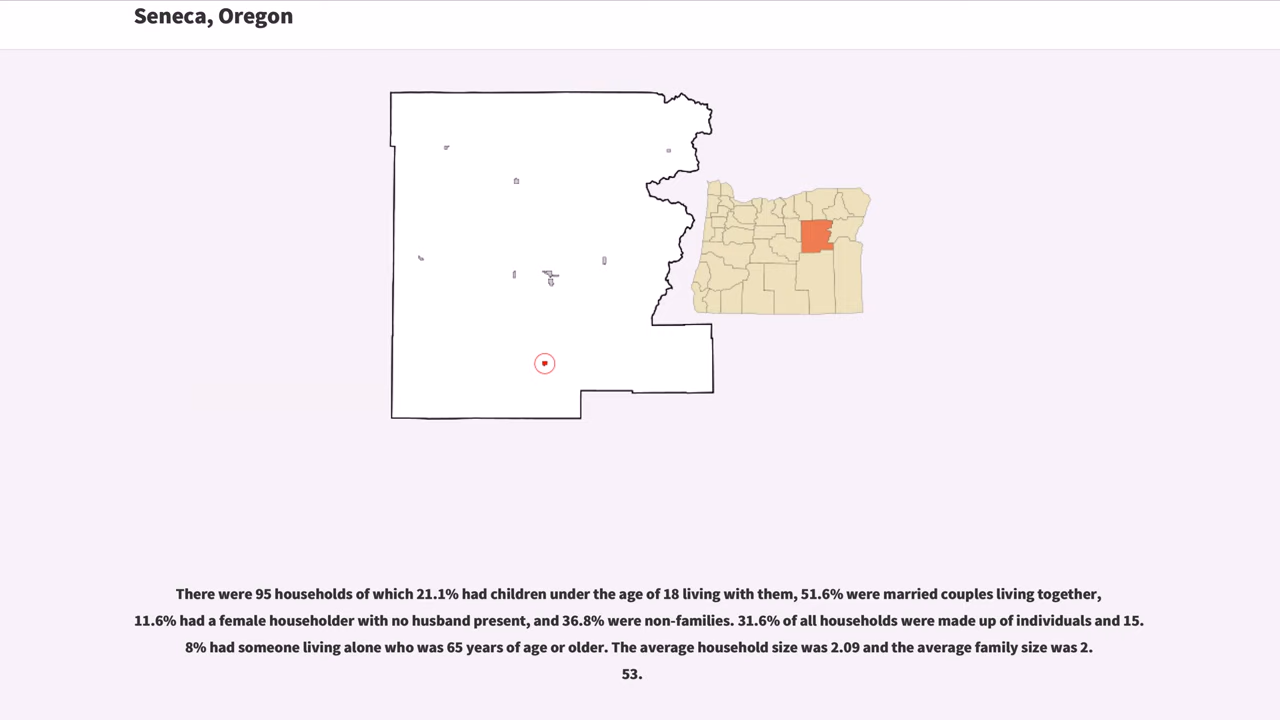 Seneca, Oregon
There were 95 households of which 21.1% had children under the age of 18 living with them, 51.6% were married couples living together,
11.6% had a female householder with no husband present, and 36.8% were non-families. 31.6% of all households were made up of individuals and 15.
8% had someone living alone who was 65 years of age or older. The average household size was 2.09 and the average family size was 2.
53.